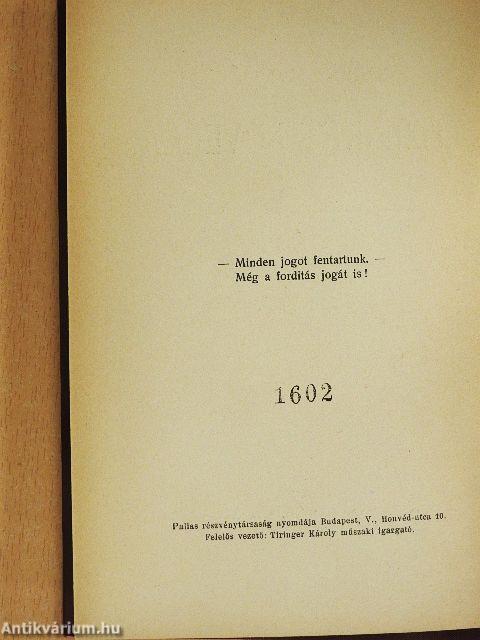 — Minden jogot fentartunk. —
Még a forditás jogát is!
1602
Pallas részvénytársaság nyomdája Budapest, V., Honvéd-utca 10.
Felelős vezető: Tiringer Károly műszaki igazgató.
Antikvárium.hu